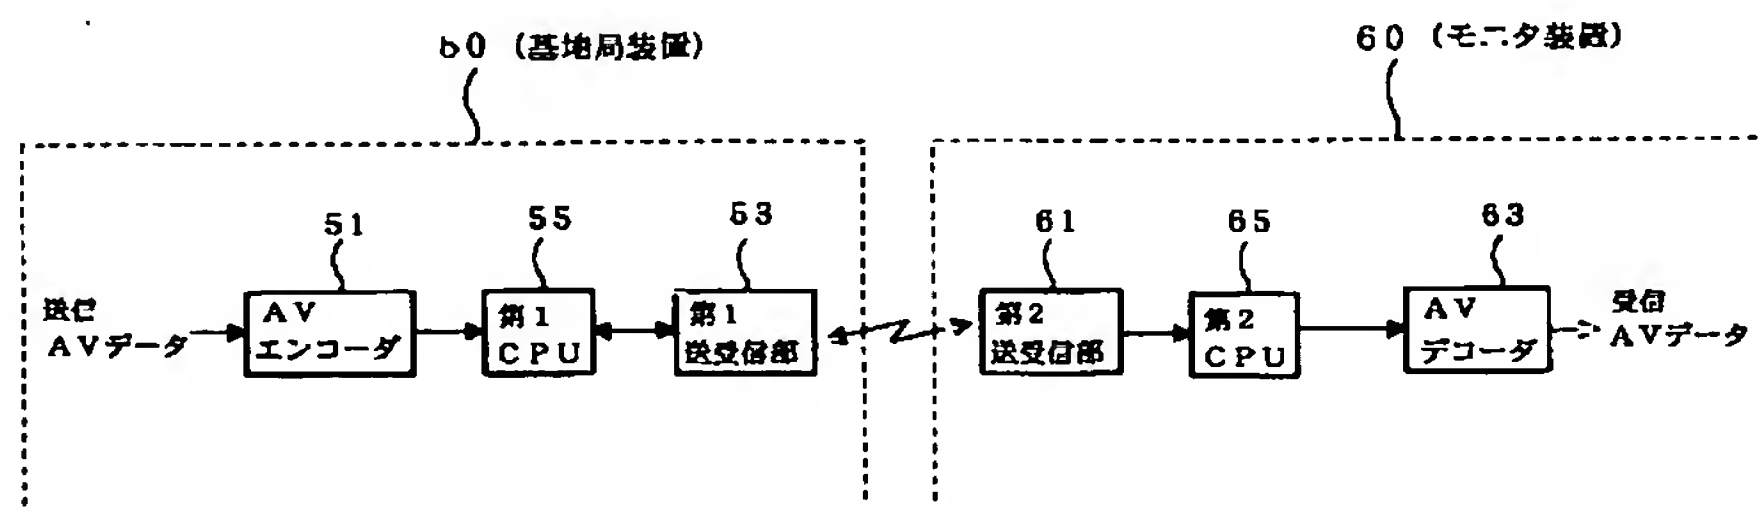 50 (基地局装置)
60 (モニタ装置)
51
55
53
61
65
63
送信
AVデータ
AV
エンコーダ
第1
CPU
第1
送受信部
第2
送受信部
第2
CPU
AV
デコーダ
受信
AVデータ